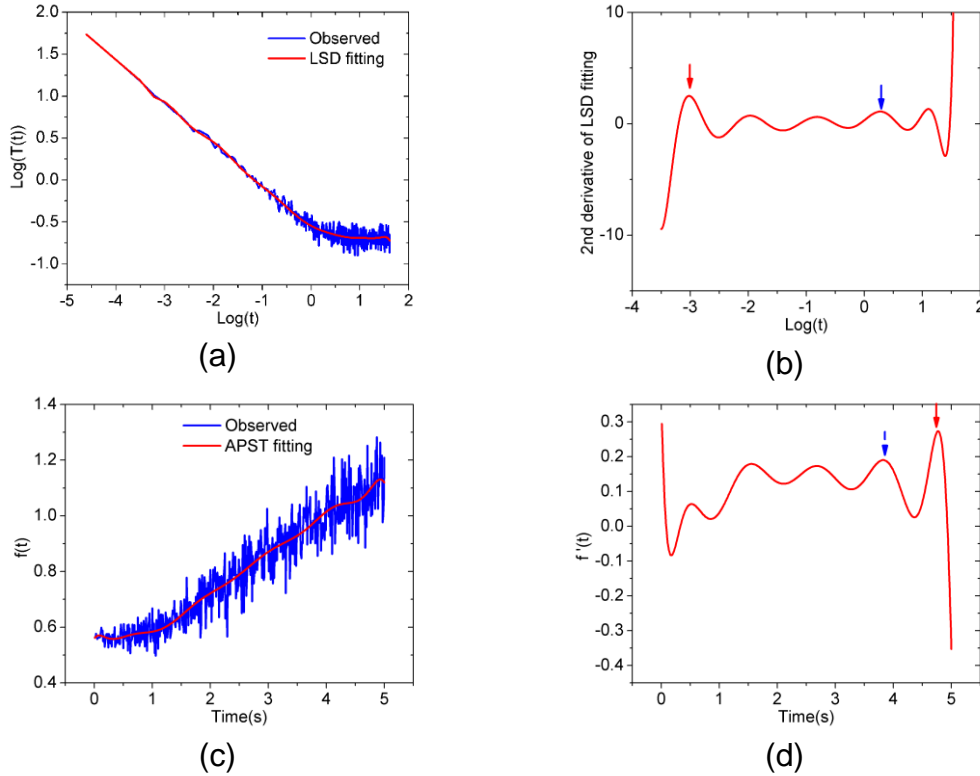 2.0
1.5
1.0
0.5
0.0
-0.5
-1.0
Log(T(t))
Observed
LSD fitting
-5 -4 -3 -2 -1 0 1 2
Log(t)
(a)
10
0
-10
2nd derivative of LSD fitting
-4 -3 -2 -1 0 1 2
Log(t)
(b)
1.4
1.2
1.0
0.8
0.6
0.4
f(t)
Observed
APST fitting
0 1 2 3 4 5
Time(s)
(c)
0.3
0.2
0.1
0.0
0.1
-0.2
-0.3
-0.4
f '(t)
0 1 2 3 4 5
Time(s)
(d)